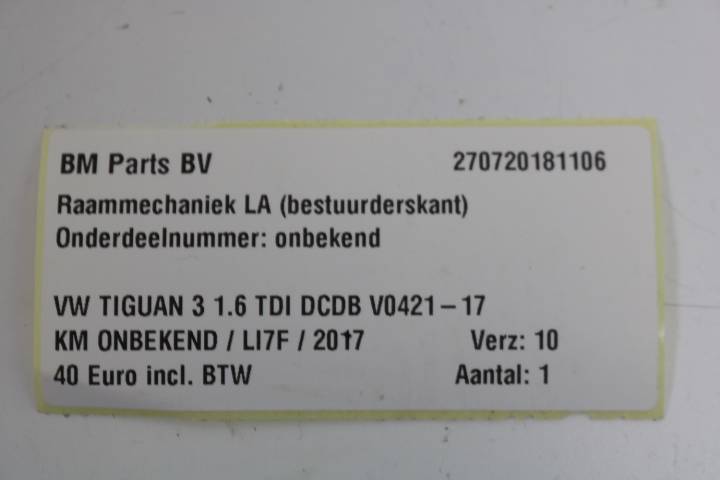 BM Parts BV 270720181106
Raammechaniek LA (bestuurderskant)
Onderdeelnummer: onbekend
VW TIGUAN 3 1.6 TDI DCDB V0421-17
KM ONBEKEND / LI7F / 2017 Verz: 10
40 Euro incl. BTW Aantal: 1